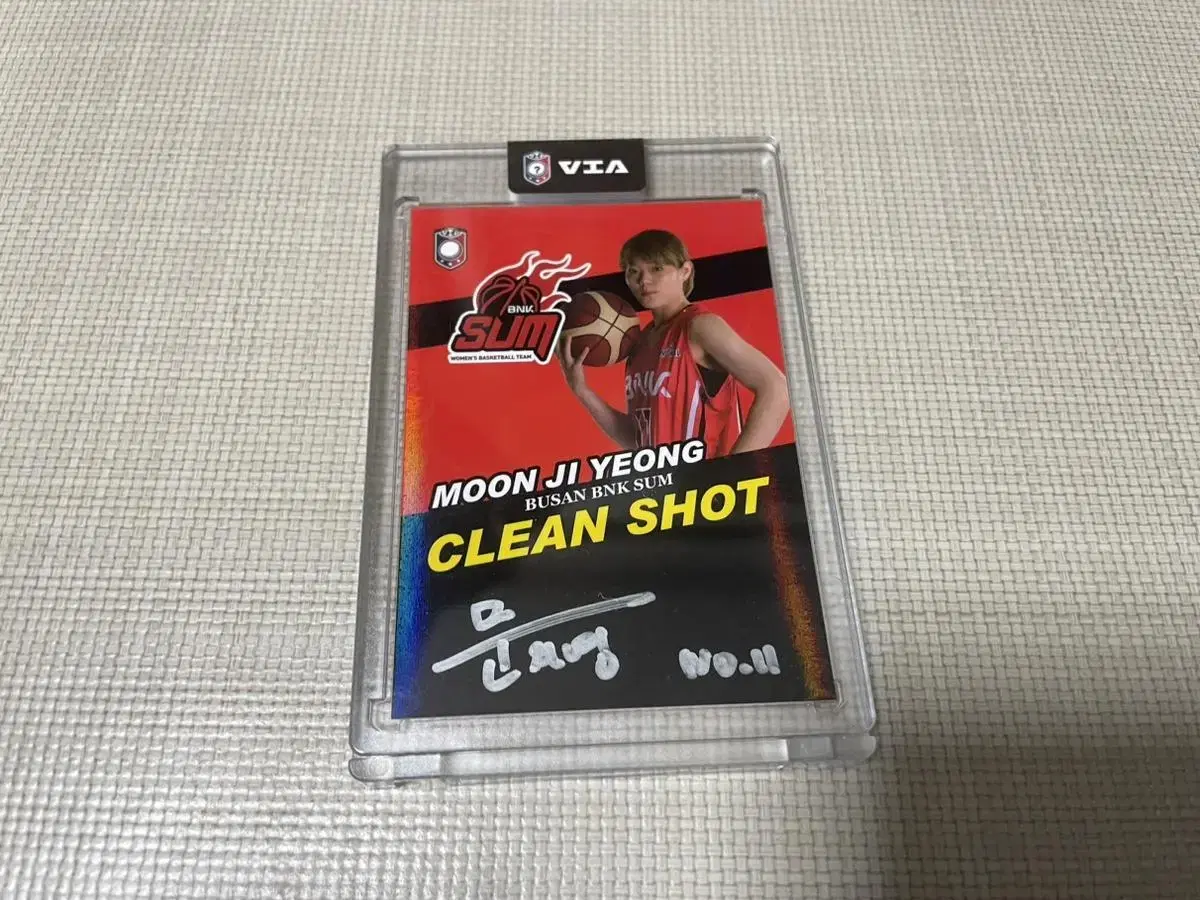 VIA
BNK
SUM
WOMEN'S BASKETBALL TEAM
BNK
MOON JI YEONG
BUSAN BNK SUM
CLEAN SHOT
문지영 NO.11